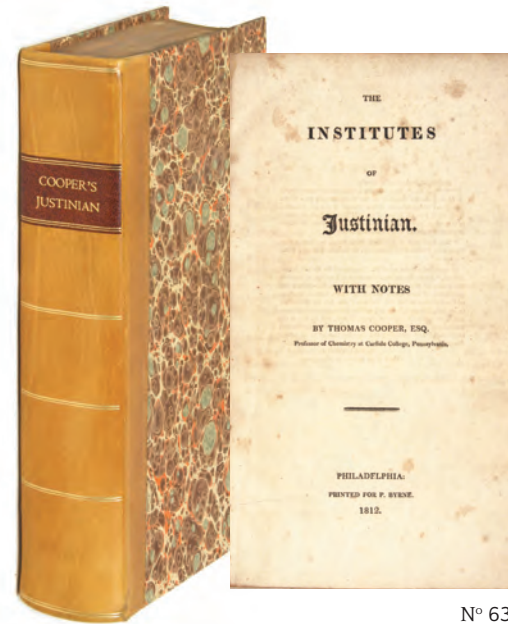 COOPER'S
JUSTINIAN
THE
INSTITUTES
OF
Justinian.
WITH NOTES
BY THOMAS COOPER, ESQ.
Professor of Chemistry at Carlisle College, Pennsylvania.
PHILADELPHIA:
PRINTED FOR P. BYRNE.
1812.
Nº 63